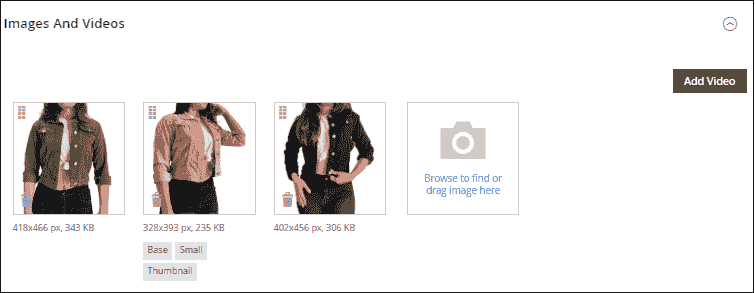 Images And Videos
Add Video
Browse to find or
drag image here
418x466 px, 343 KB
328x393 px, 235 KB
402x456 px, 306 KB
Base
Small
Thumbnail